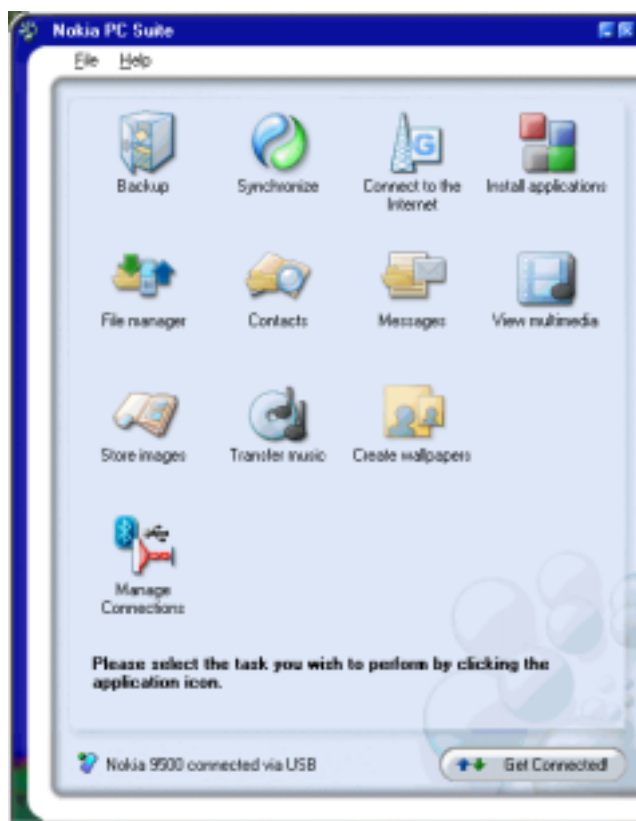 Nokia PC Suite
File Help
Backup
Synchronize
Connect to the
Internet
Install applications
File manager
Contacts
Messages
View multimedia
Store images
Transfer music
Create wallpapers
Manage
Connections
Please select the task you wish to perform by clicking the
application icon.
Nokia 9500 connected via USB
Get Connected!